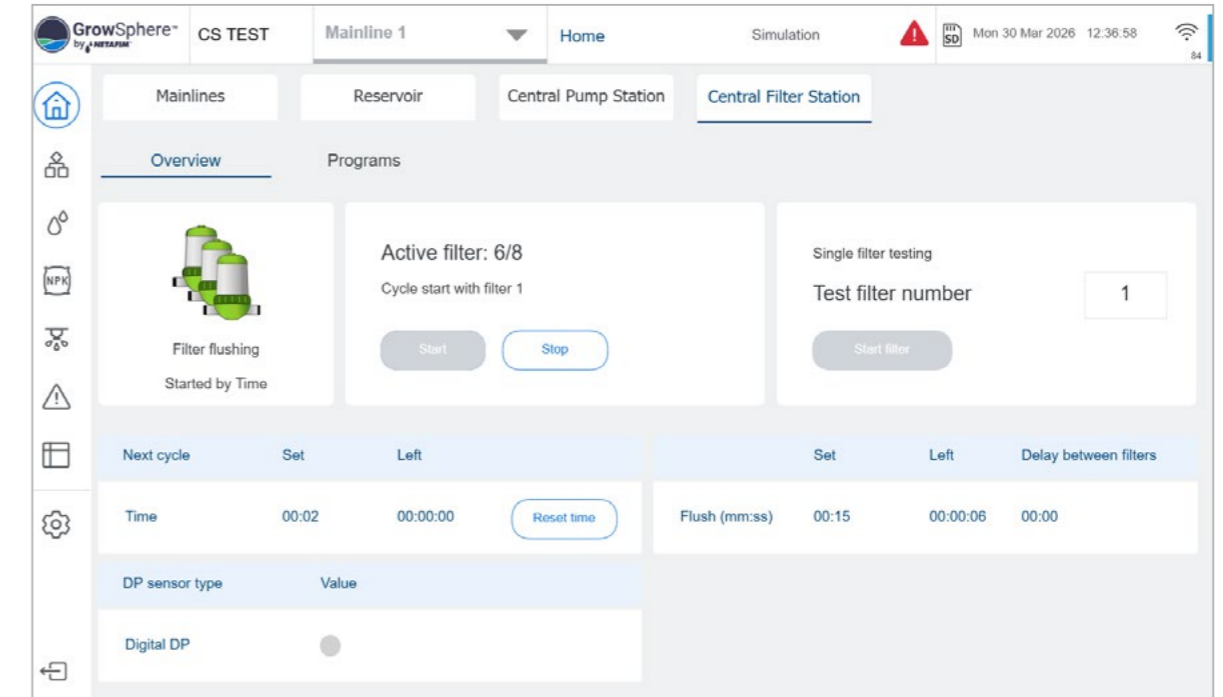 GrowSphere™
by NETAFIM
CS TEST
Mainline 1
Home
Simulation
SD
Mon 30 Mar 2026 12:36:58
84
Mainlines
Reservoir
Central Pump Station
Central Filter Station
Overview
Programs
NPK
Filter flushing
Started by Time
Active filter: 6/8
Cycle start with filter 1
Start
Stop
Single filter testing
Test filter number
1
Start filter
Next cycle Set Left
Time 00:02 00:00:00 Reset time
Set Left Delay between filters
Flush (mm:ss) 00:15 00:00:06 00:00
DP sensor type Value
Digital DP